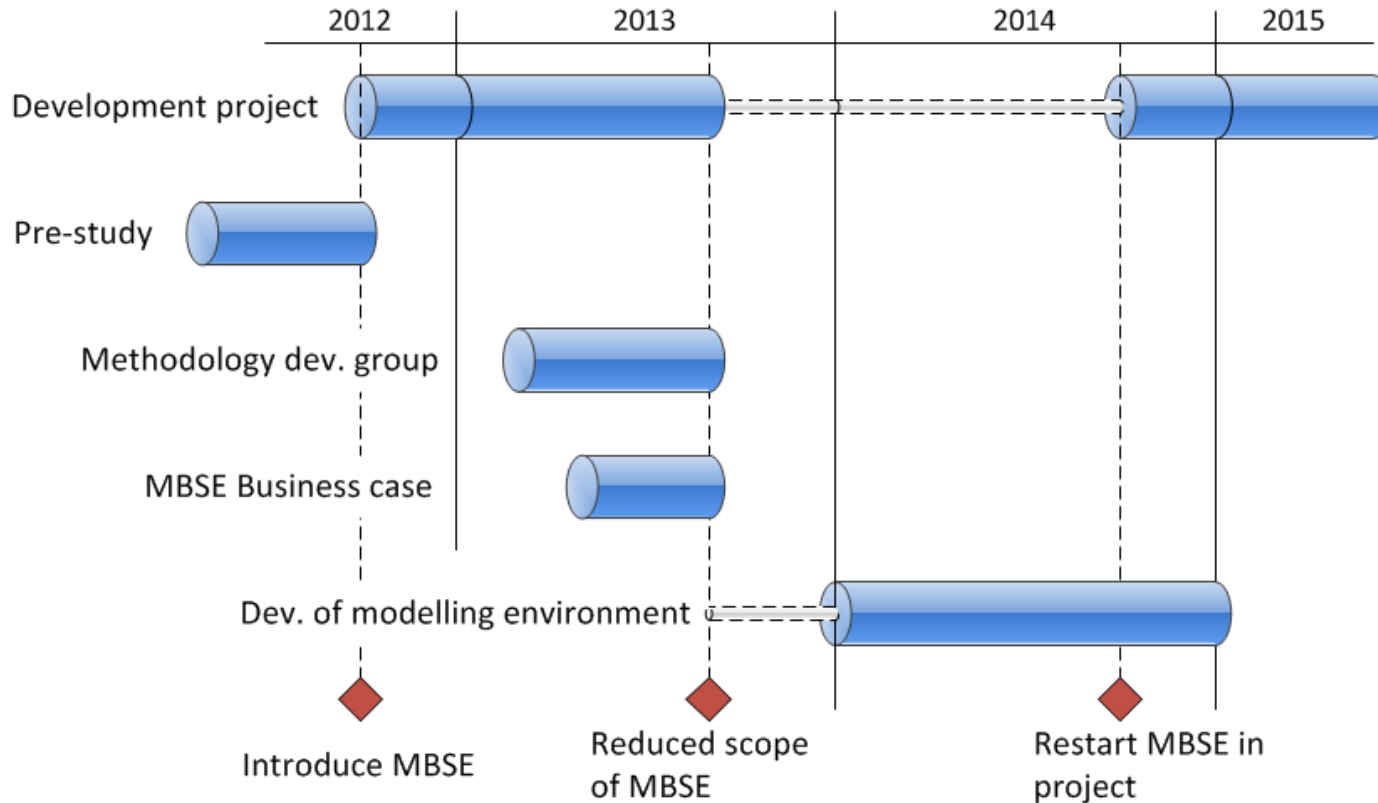 2012 2013 2014 2015
Development project
Pre-study
Methodology dev. group
MBSE Business case
Dev. of modelling environment
Introduce MBSE
Reduced scope
of MBSE
Restart MBSE in
project